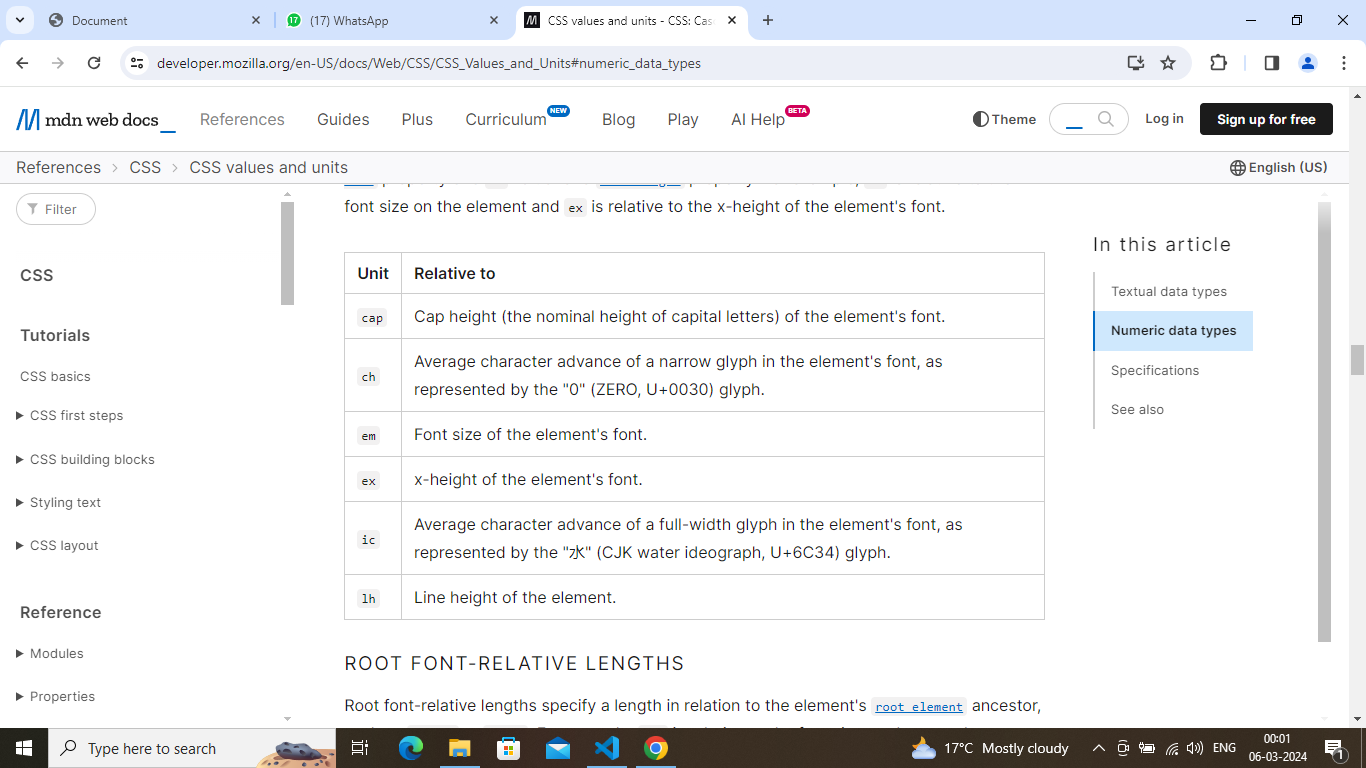 Document
(17) WhatsApp
CSS values and units - CSS: Cas
developer.mozilla.org/en-US/docs/Web/CSS/CSS_Values_and_Units#numeric_data_types
mdn web docs
References
Guides
Plus
Curriculum NEW
Blog
Play
AI Help BETA
Theme
Log in
Sign up for free
References
CSS
CSS values and units
English (US)
Filter
CSS
Tutorials
CSS basics
CSS first steps
CSS building blocks
Styling text
CSS layout
Reference
Modules
Properties
font size on the element and ex is relative to the x-height of the element's font.
Unit Relative to
cap Cap height (the nominal height of capital letters) of the element's font.
ch Average character advance of a narrow glyph in the element's font, as
represented by the "0" (ZERO, U+0030) glyph.
em Font size of the element's font.
ex x-height of the element's font.
ic Average character advance of a full-width glyph in the element's font, as
represented by the "水" (CJK water ideograph, U+6C34) glyph.
lh Line height of the element.
ROOT FONT-RELATIVE LENGTHS
Root font-relative lengths specify a length in relation to the element's root element ancestor,
In this article
Textual data types
Numeric data types
Specifications
See also
Type here to search
17°C Mostly cloudy
ENG
00:01
06-03-2024
1